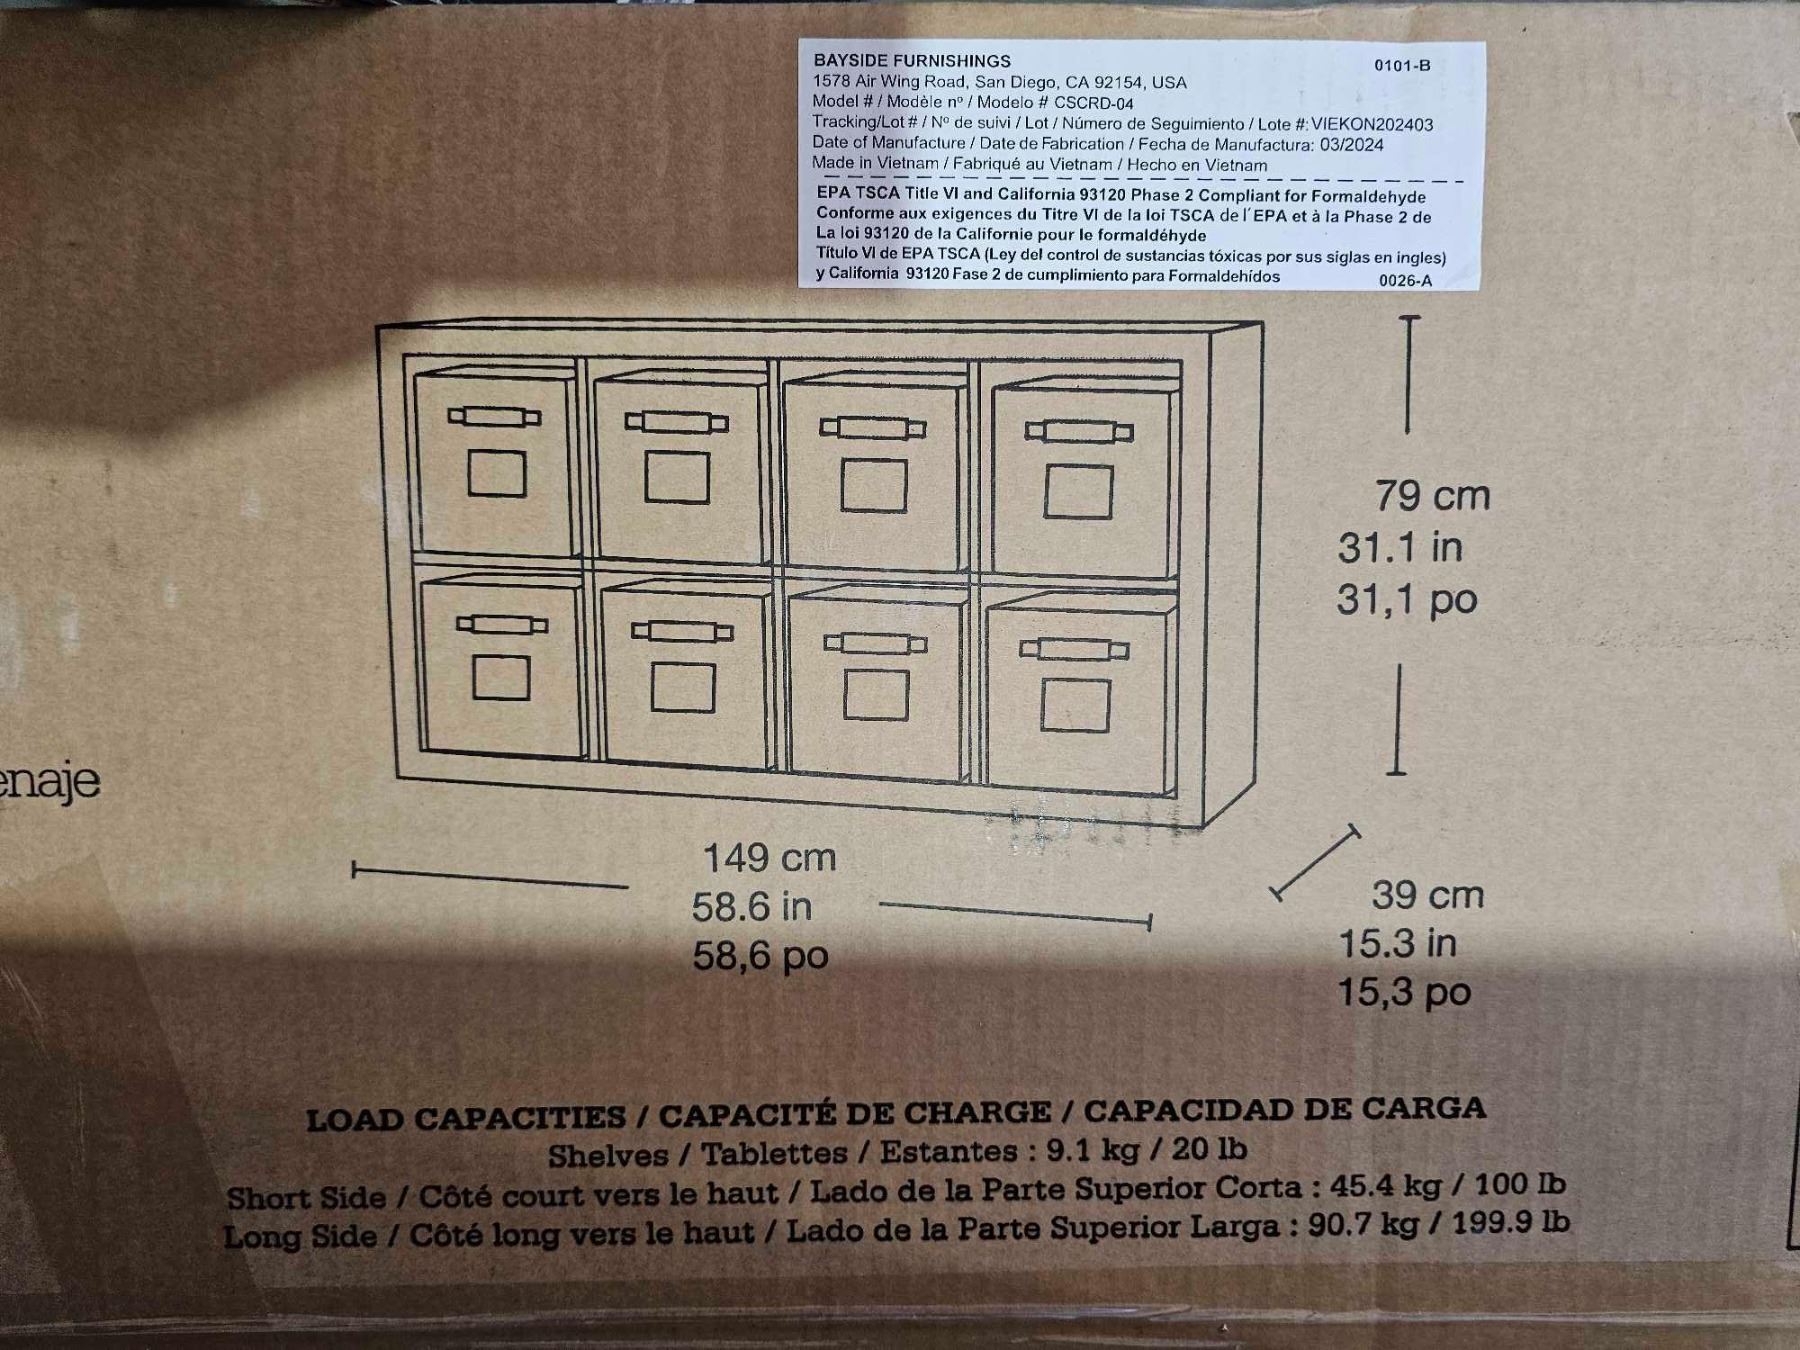 BAYSIDE FURNISHINGS 0101-B
1578 Air Wing Road, San Diego, CA 92154, USA
Model # / Modèle nº / Modelo # CSCRD-04
Tracking/Lot # / Nº de suivi / Lot / Número de Seguimiento / Lote #: VIEKON202403
Date of Manufacture / Date de Fabrication / Fecha de Manufactura: 03/2024
Made in Vietnam / Fabriqué au Vietnam / Hecho en Vietnam
EPA TSCA Title VI and California 93120 Phase 2 Compliant for Formaldehyde
Conforme aux exigences du Titre VI de la loi TSCA de l'EPA et à la Phase 2 de
La loi 93120 de la Californie pour le formaldéhyde
Título VI de EPA TSCA (Ley del control de sustancias tóxicas por sus siglas en ingles)
y California 93120 Fase 2 de cumplimiento para Formaldehídos 0026-A
79 cm
31.1 in
31,1 po
enaje
149 cm
58.6 in
58,6 po
39 cm
15.3 in
15,3 po
LOAD CAPACITIES / CAPACITÉ DE CHARGE / CAPACIDAD DE CARGA
Shelves / Tablettes / Estantes : 9.1 kg / 20 lb
Short Side / Côté court vers le haut / Lado de la Parte Superior Corta : 45.4 kg / 100 lb
Long Side / Côté long vers le haut / Lado de la Parte Superior Larga : 90.7 kg / 199.9 lb